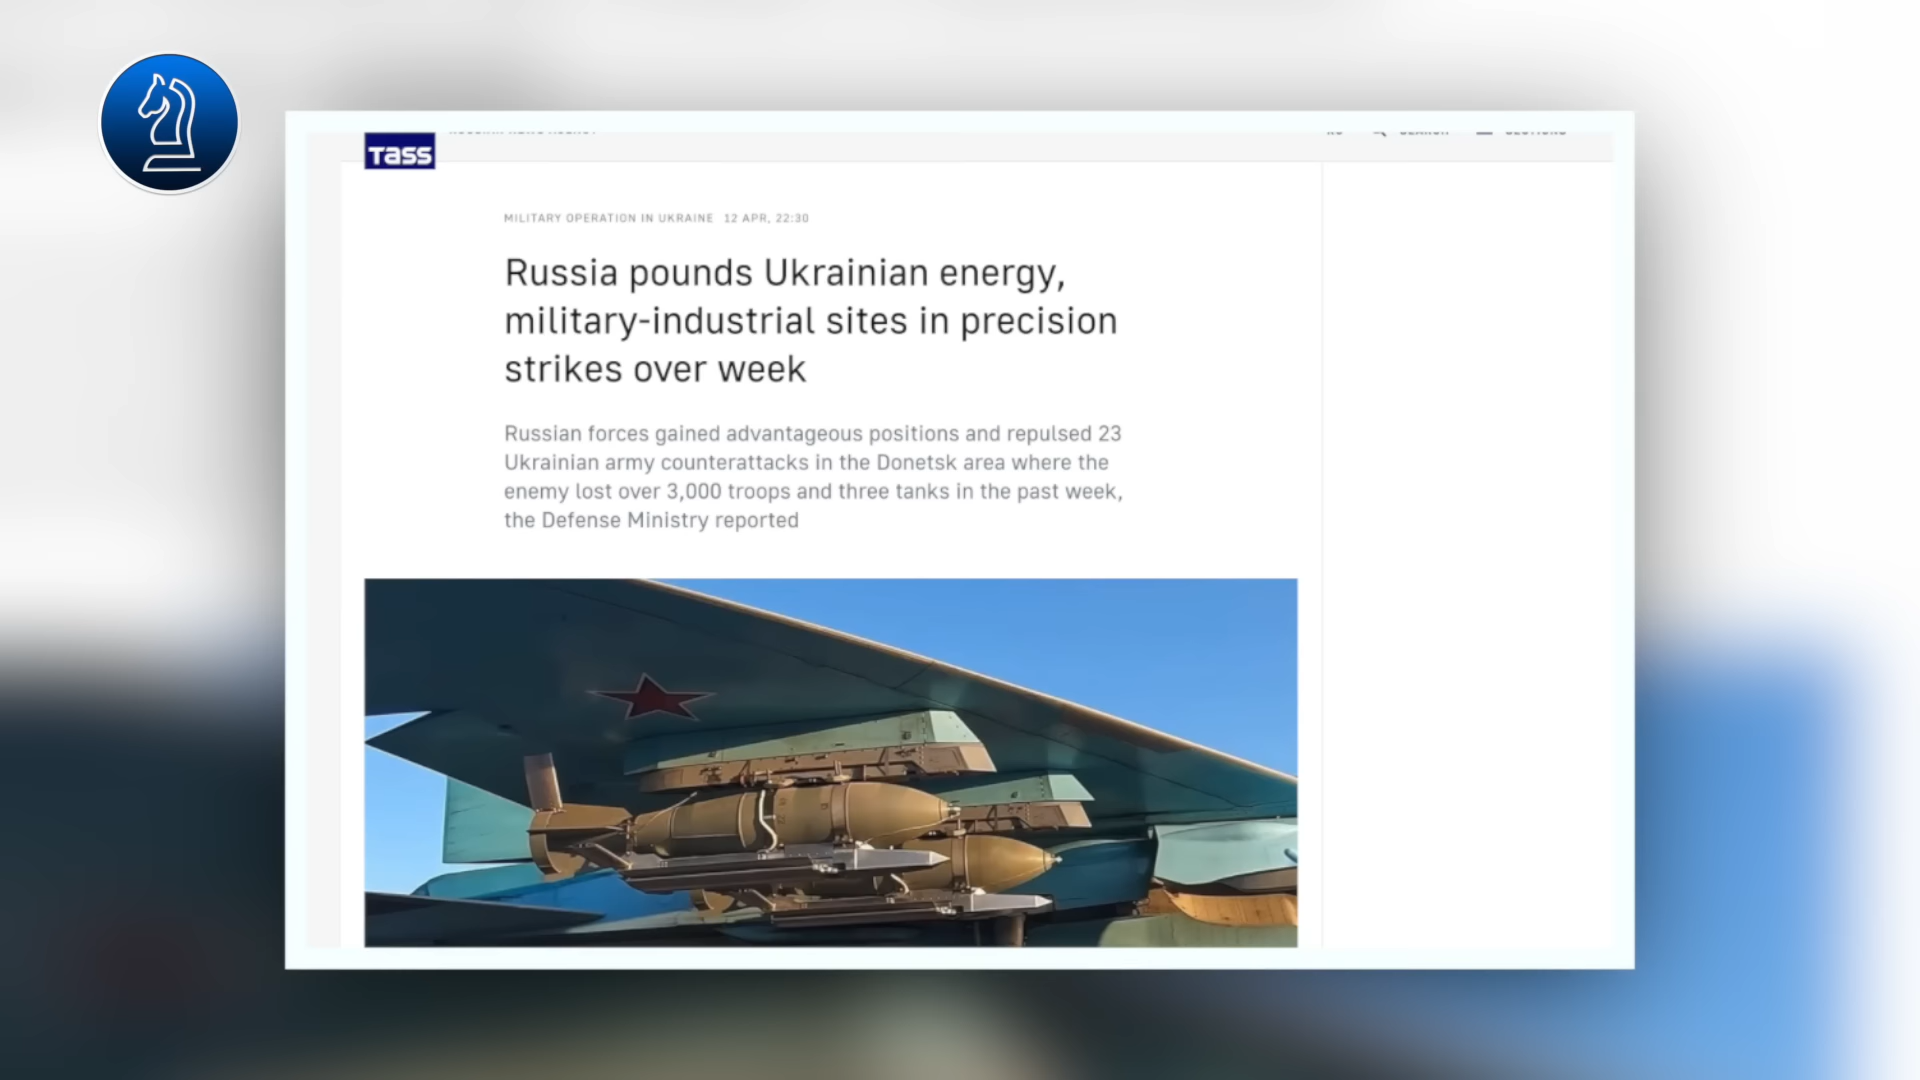 TASS
MILITARY OPERATION IN UKRAINE 12 APR, 22:30
Russia pounds Ukrainian energy,
military-industrial sites in precision
strikes over week
Russian forces gained advantageous positions and repulsed 23
Ukrainian army counterattacks in the Donetsk area where the
enemy lost over 3,000 troops and three tanks in the past week,
the Defense Ministry reported